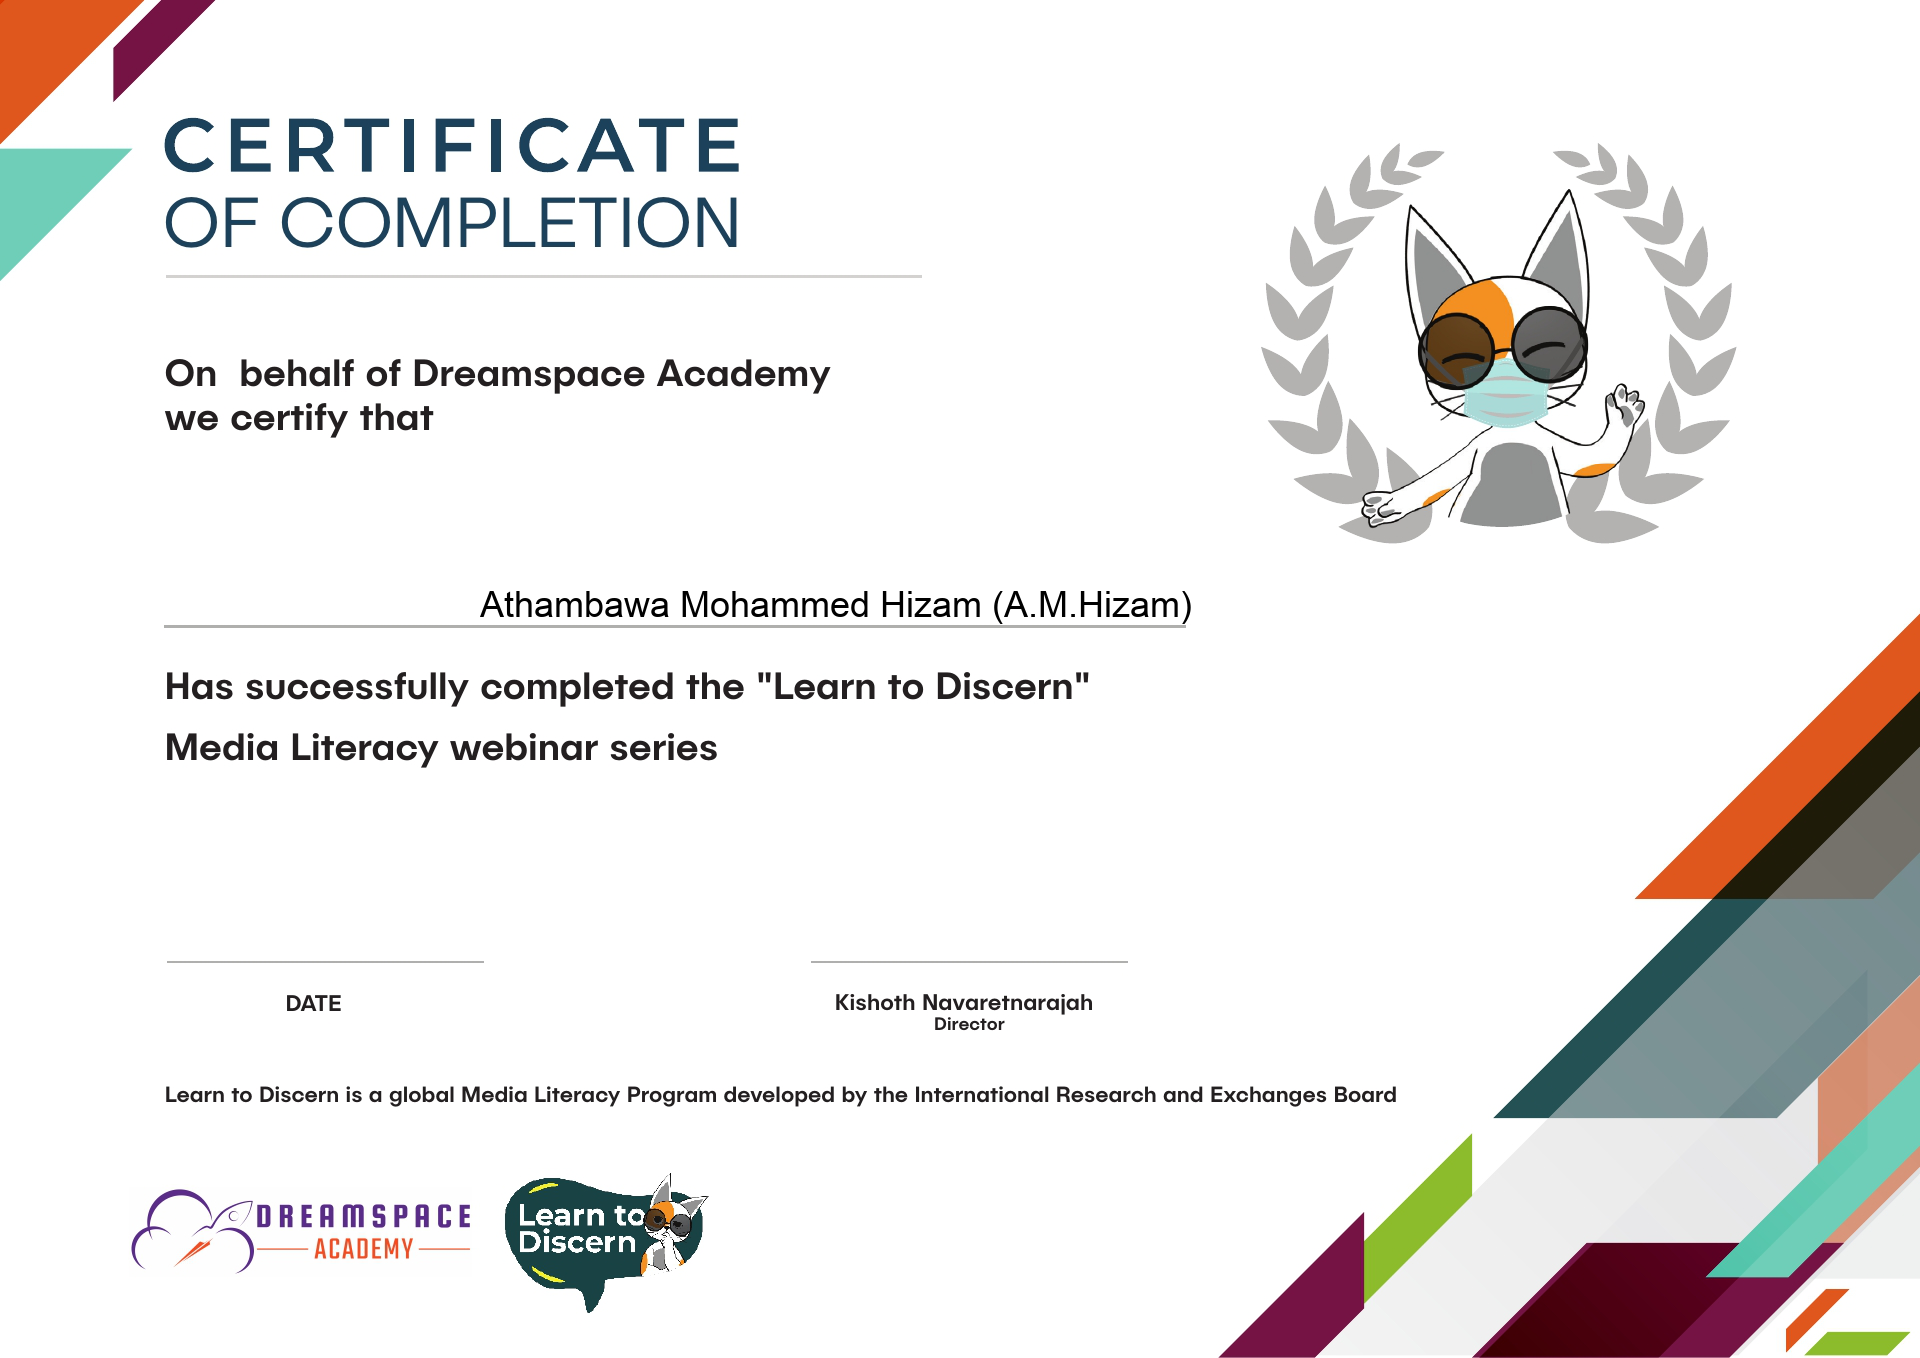 CERTIFICATE
OF COMPLETION
On behalf of Dreamspace Academy
we certify that
Athambawa Mohammed Hizam (A.M.Hizam)
Has successfully completed the "Learn to Discern"
Media Literacy webinar series
DATE
Kishoth Navaretnarajah
Director
Learn to Discern is a global Media Literacy Program developed by the International Research and Exchanges Board
DREAMSPACE
ACADEMY
Learn to
Discern